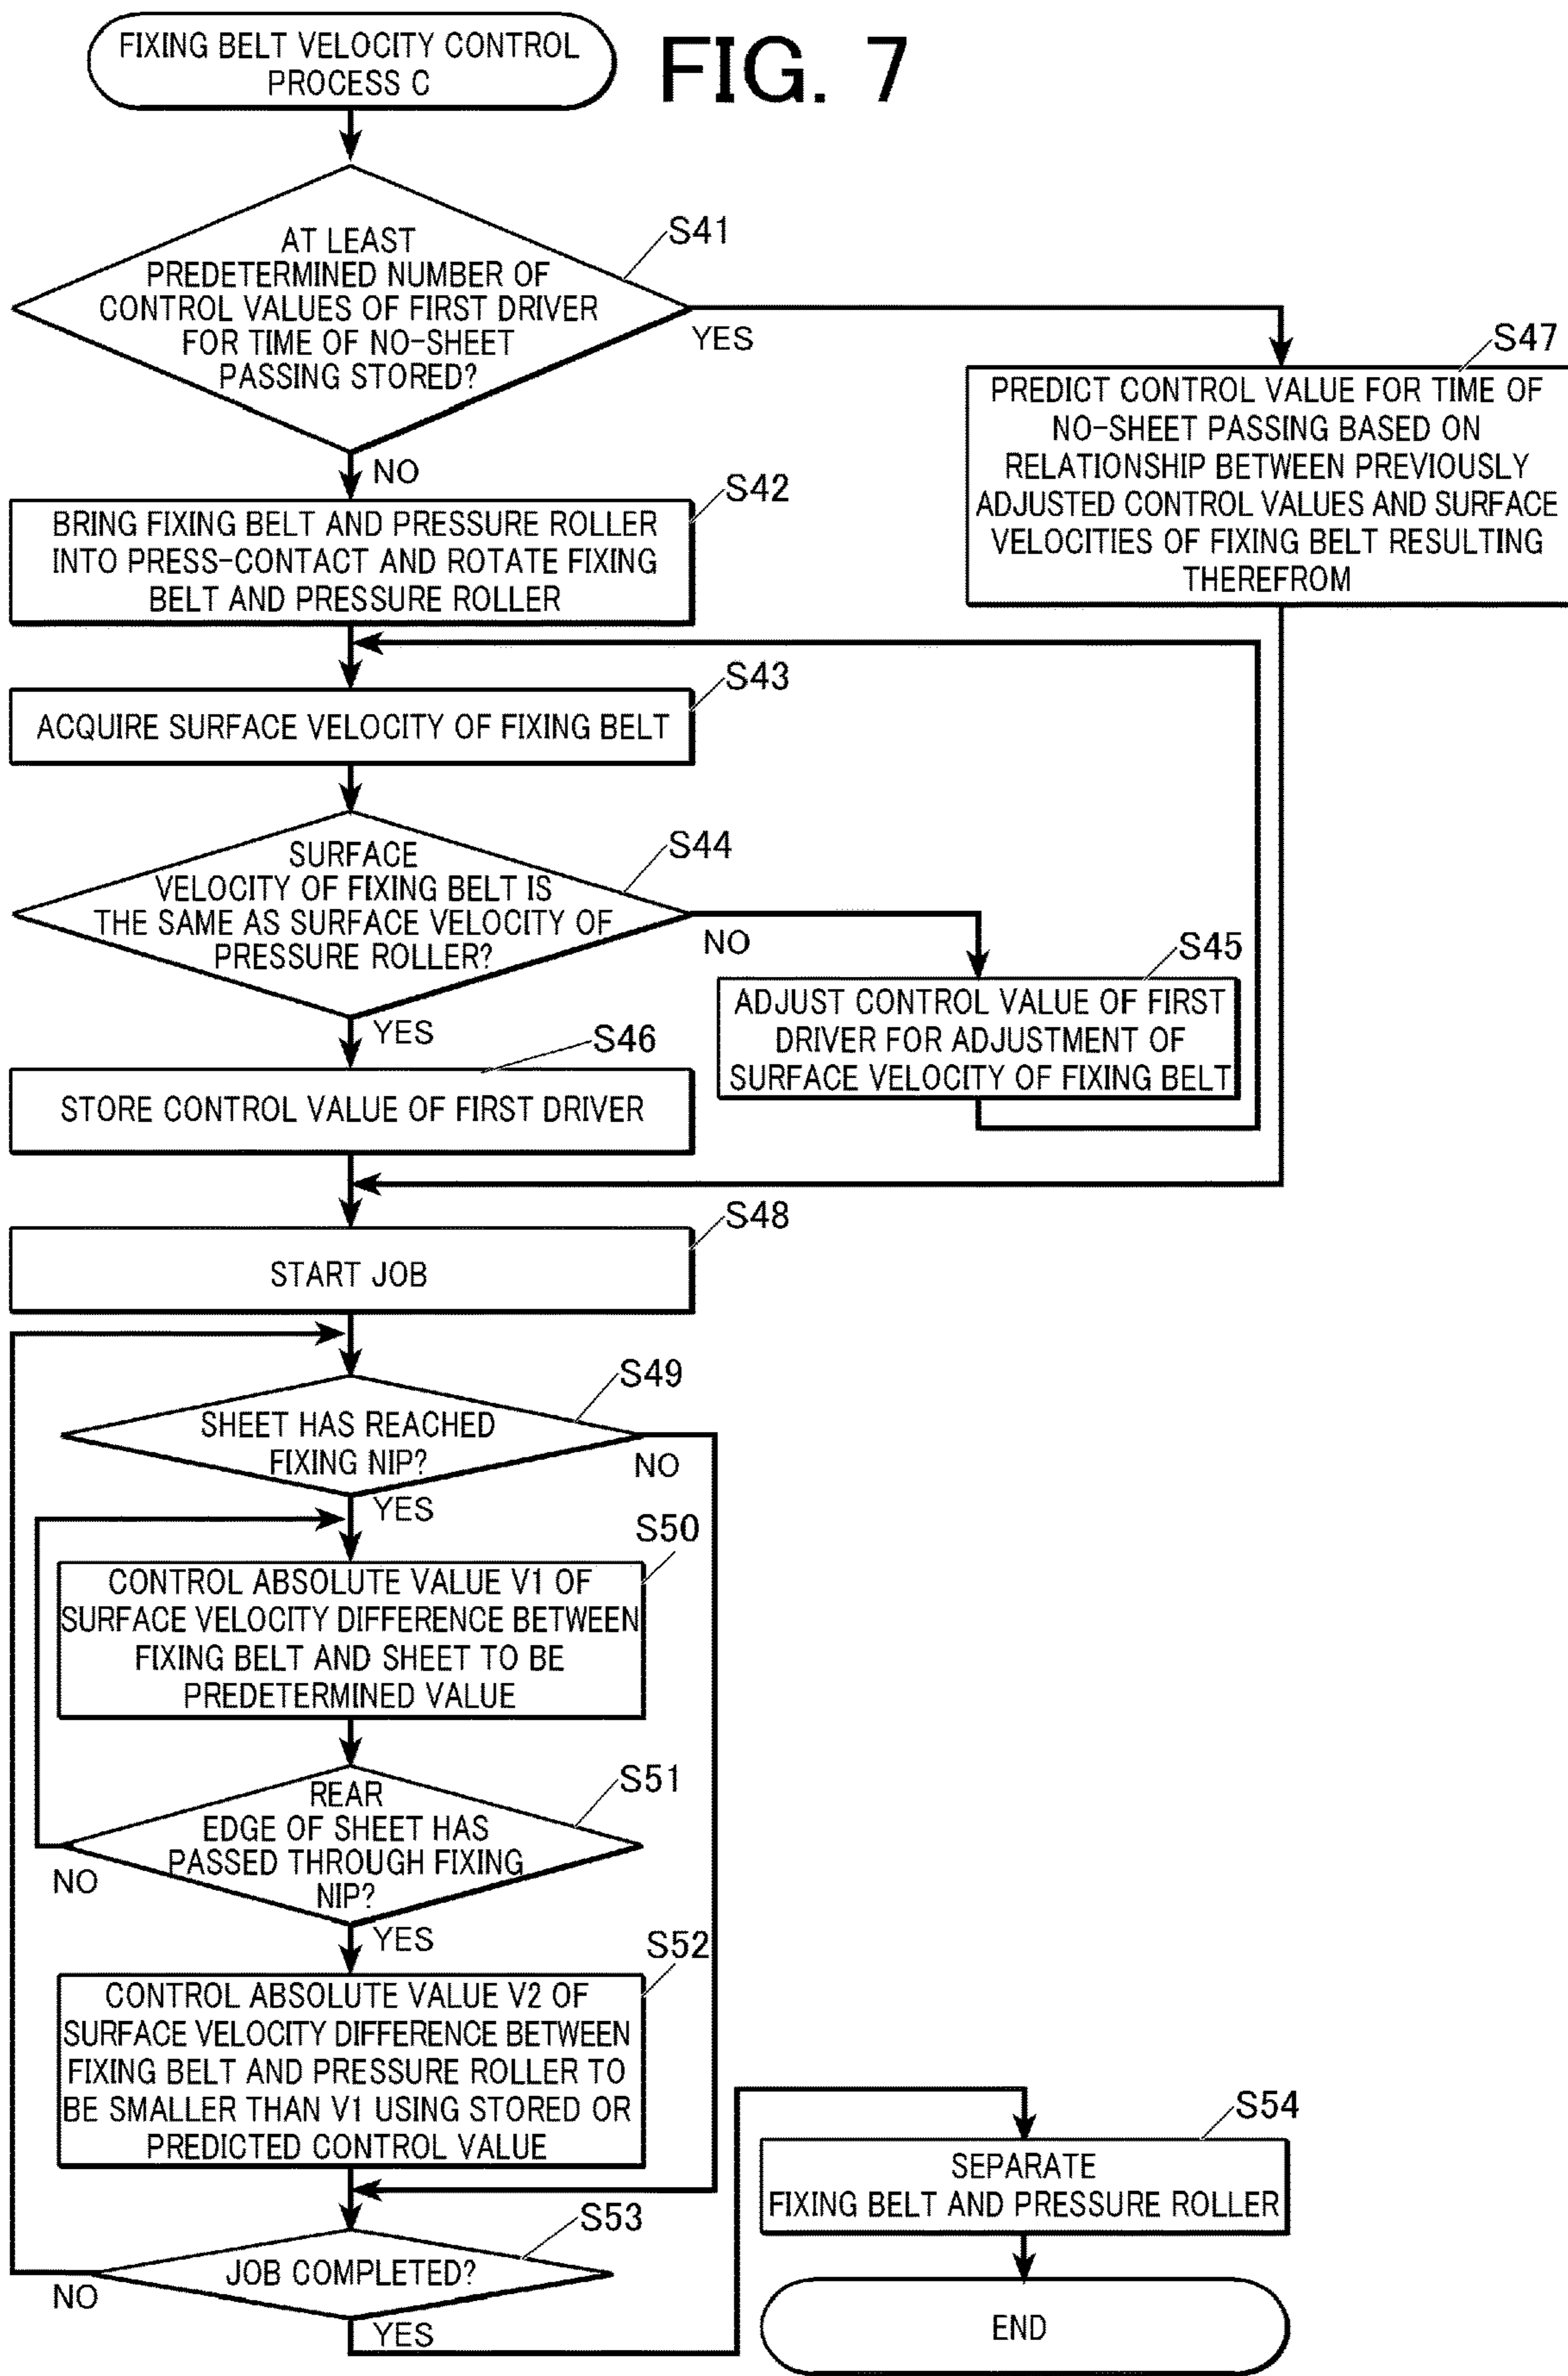 FIXING BELT VELOCITY CONTROL
PROCESS C
FIG. 7
S41
AT LEAST
PREDETERMINED NUMBER OF
CONTROL VALUES OF FIRST DRIVER
FOR TIME OF NO-SHEET
PASSING STORED?
YES
NO
S47
PREDICT CONTROL VALUE FOR TIME OF
NO-SHEET PASSING BASED ON
RELATIONSHIP BETWEEN PREVIOUSLY
ADJUSTED CONTROL VALUES AND SURFACE
VELOCITIES OF FIXING BELT RESULTING
THEREFROM
S42
BRING FIXING BELT AND PRESSURE ROLLER
INTO PRESS-CONTACT AND ROTATE FIXING
BELT AND PRESSURE ROLLER
S43
ACQUIRE SURFACE VELOCITY OF FIXING BELT
S44
SURFACE
VELOCITY OF FIXING BELT IS
THE SAME AS SURFACE VELOCITY OF
PRESSURE ROLLER?
NO
YES
S45
ADJUST CONTROL VALUE OF FIRST
DRIVER FOR ADJUSTMENT OF
SURFACE VELOCITY OF FIXING BELT
S46
STORE CONTROL VALUE OF FIRST DRIVER
S48
START JOB
S49
SHEET HAS REACHED
FIXING NIP?
NO
YES
S50
CONTROL ABSOLUTE VALUE V1 OF
SURFACE VELOCITY DIFFERENCE BETWEEN
FIXING BELT AND SHEET TO BE
PREDETERMINED VALUE
S51
REAR
EDGE OF SHEET HAS
PASSED THROUGH FIXING
NIP?
NO
YES
S52
CONTROL ABSOLUTE VALUE V2 OF
SURFACE VELOCITY DIFFERENCE BETWEEN
FIXING BELT AND PRESSURE ROLLER TO
BE SMALLER THAN V1 USING STORED OR
PREDICTED CONTROL VALUE
S53
JOB COMPLETED?
NO
YES
S54
SEPARATE
FIXING BELT AND PRESSURE ROLLER
END